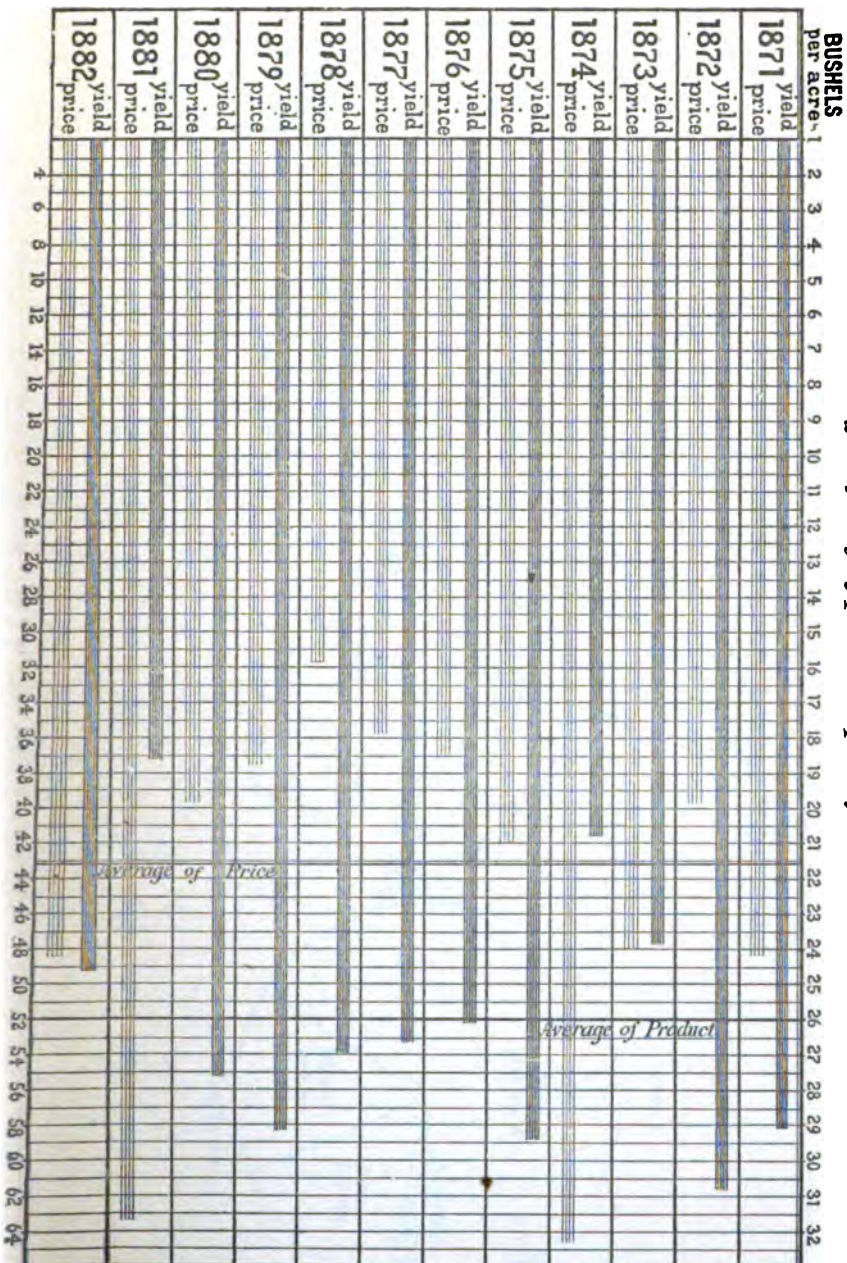 BUSHELS
per acre-1 2 3 4 5 6 7 8 9 10 11 12 13 14 15 16 17 18 19 20 21 22 23 24 25 26 27 28 29 30 31 32
1871 yield
price
1872 yield
price
1873 yield
price
1874 yield
price
1875 yield
price
1876 yield
price
1877 yield
price
1878 yield
price
1879 yield
price
1880 yield
price
1881 yield
price
1882 yield
price
Average of Product
Average of Price
4 6 8 10 12 14 16 18 20 22 24 26 28 30 32 34 36 38 40 42 44 46 48 50 52 54 56 58 60 62 64